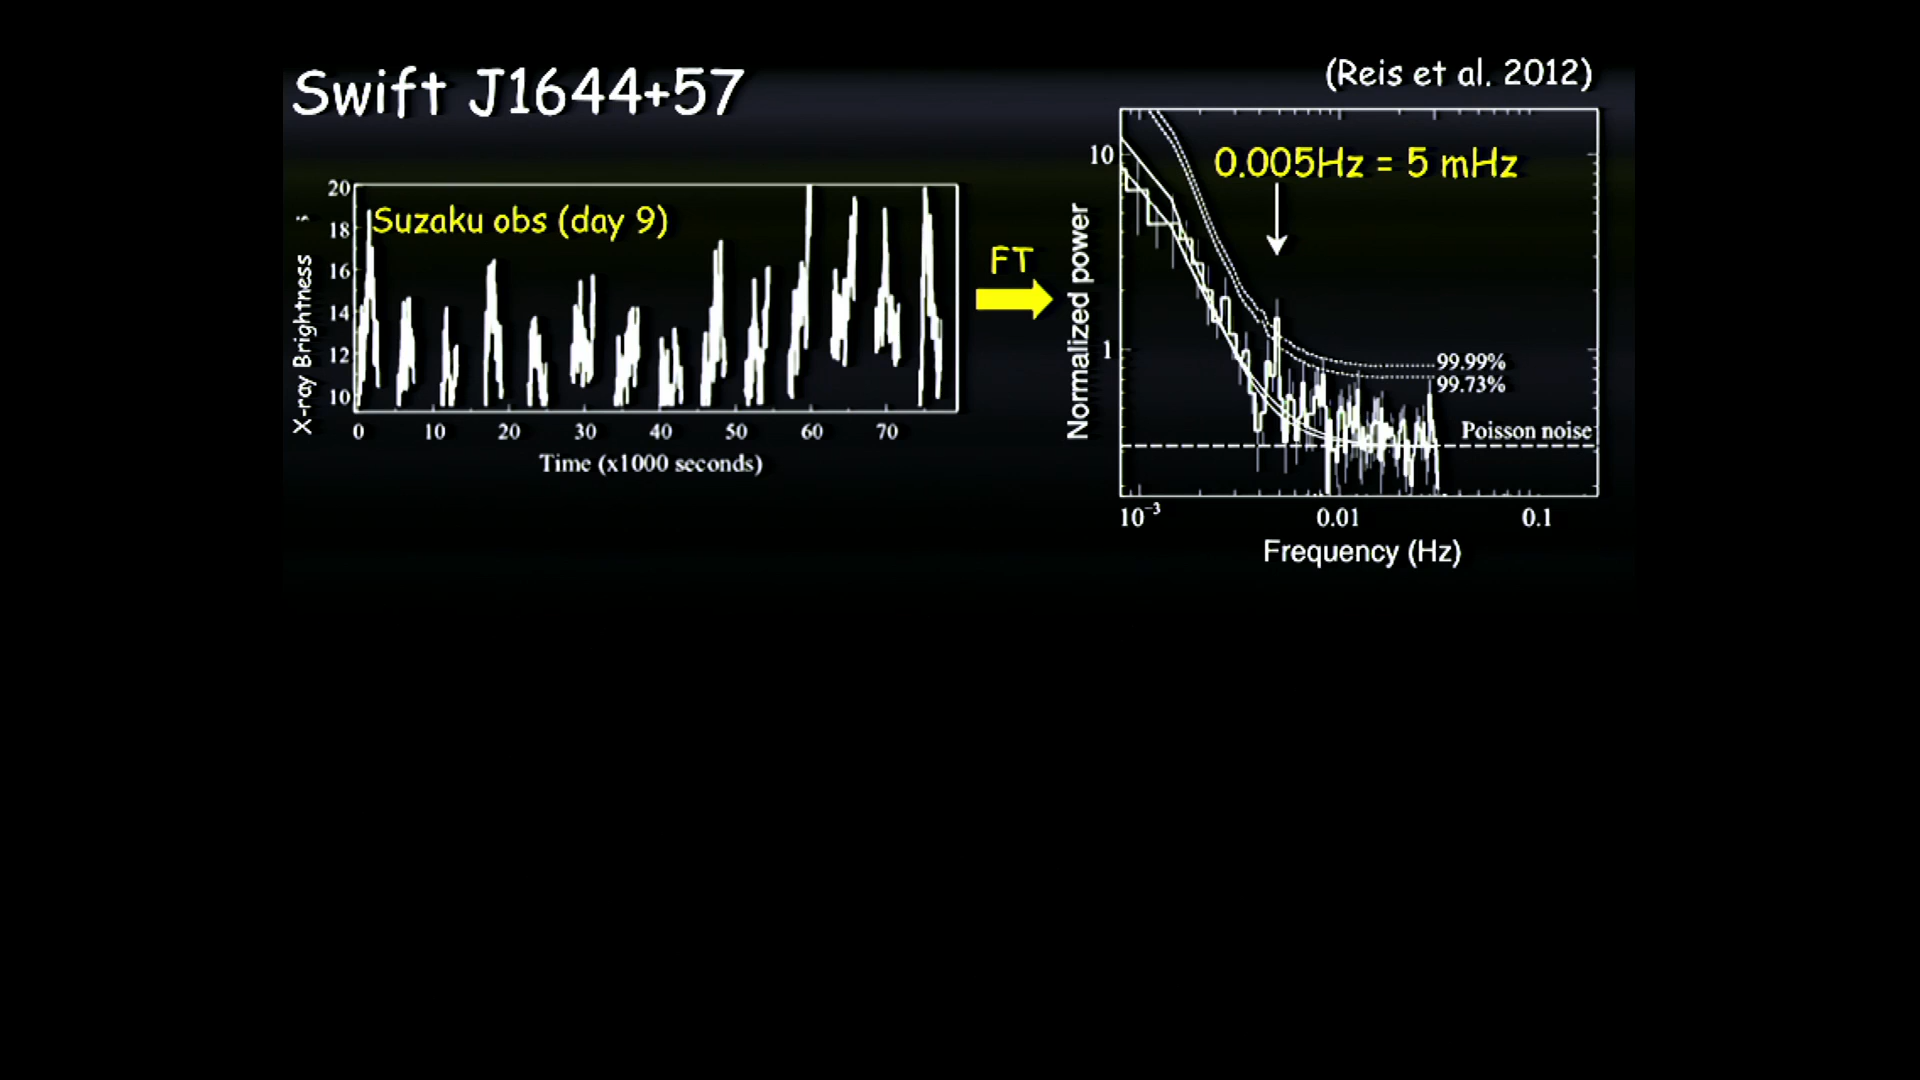 Swift J1644+57
(Reis et al. 2012)
Suzaku obs (day 9)
X-ray Brightness
20
18
16
14
12
10
0 10 20 30 40 50 60 70
Time (x1000 seconds)
FT
0.005Hz = 5 mHz
Normalized power
10
1
99.99%
99.73%
Poisson noise
10⁻³ 0.01 0.1
Frequency (Hz)